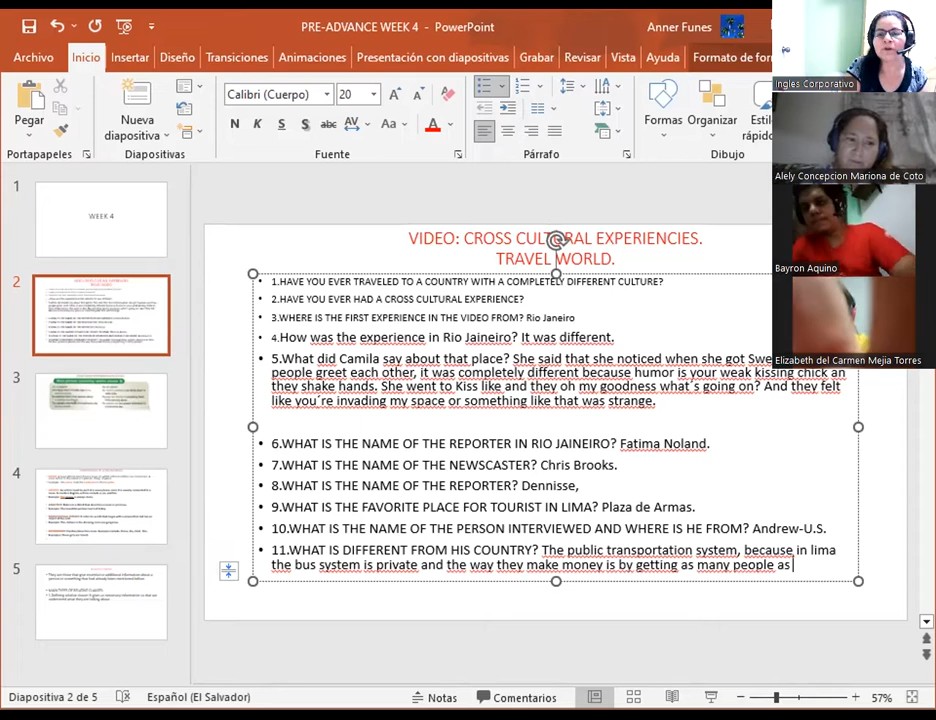 PRE-ADVANCE WEEK 4 - PowerPoint
Anner Funes
Archivo Inicio Insertar Diseño Transiciones Animaciones Presentación con diapositivas Grabar Revisar Vista Ayuda Formato de for
Pegar
Nueva
diapositiva
Calibri (Cuerpo) 20
N K S S abc AV Aa A
Formas Organizar Estil
rápid
Portapapeles Diapositivas Fuente Párrafo Dibujo
Ingles Corporativo
Alely Concepcion Mariona de Coto
Bayron Aquino
Elizabeth del Carmen Mejia Torres
1
WEEK 4
2
3
4
5
VIDEO: CROSS CULTURAL EXPERIENCES.
TRAVEL WORLD.
• 1.HAVE YOU EVER TRAVELED TO A COUNTRY WITH A COMPLETELY DIFFERENT CULTURE?
• 2.HAVE YOU EVER HAD A CROSS CULTURAL EXPERIENCE?
• 3.WHERE IS THE FIRST EXPERIENCE IN THE VIDEO FROM? Rio Janeiro
• 4.How was the experience in Rio Jaineiro? It was different.
• 5.What did Camila say about that place? She said that she noticed when she got Swe
people greet each other, it was completely different because humor is your weak kissing chick an
they shake hands. She went to Kiss like and they oh my goodness what´s going on? And they felt
like you´re invading my space or something like that was strange.
• 6.WHAT IS THE NAME OF THE REPORTER IN RIO JAINEIRO? Fatima Noland.
• 7.WHAT IS THE NAME OF THE NEWSCASTER? Chris Brooks.
• 8.WHAT IS THE NAME OF THE REPORTER? Dennisse,
• 9.WHAT IS THE FAVORITE PLACE FOR TOURIST IN LIMA? Plaza de Armas.
• 10.WHAT IS THE NAME OF THE PERSON INTERVIEWED AND WHERE IS HE FROM? Andrew-U.S.
• 11.WHAT IS DIFFERENT FROM HIS COUNTRY? The public transportation system, because in lima
the bus system is private and the way they make money is by getting as many people as
Diapositiva 2 de 5 Español (El Salvador) Notas Comentarios 57%